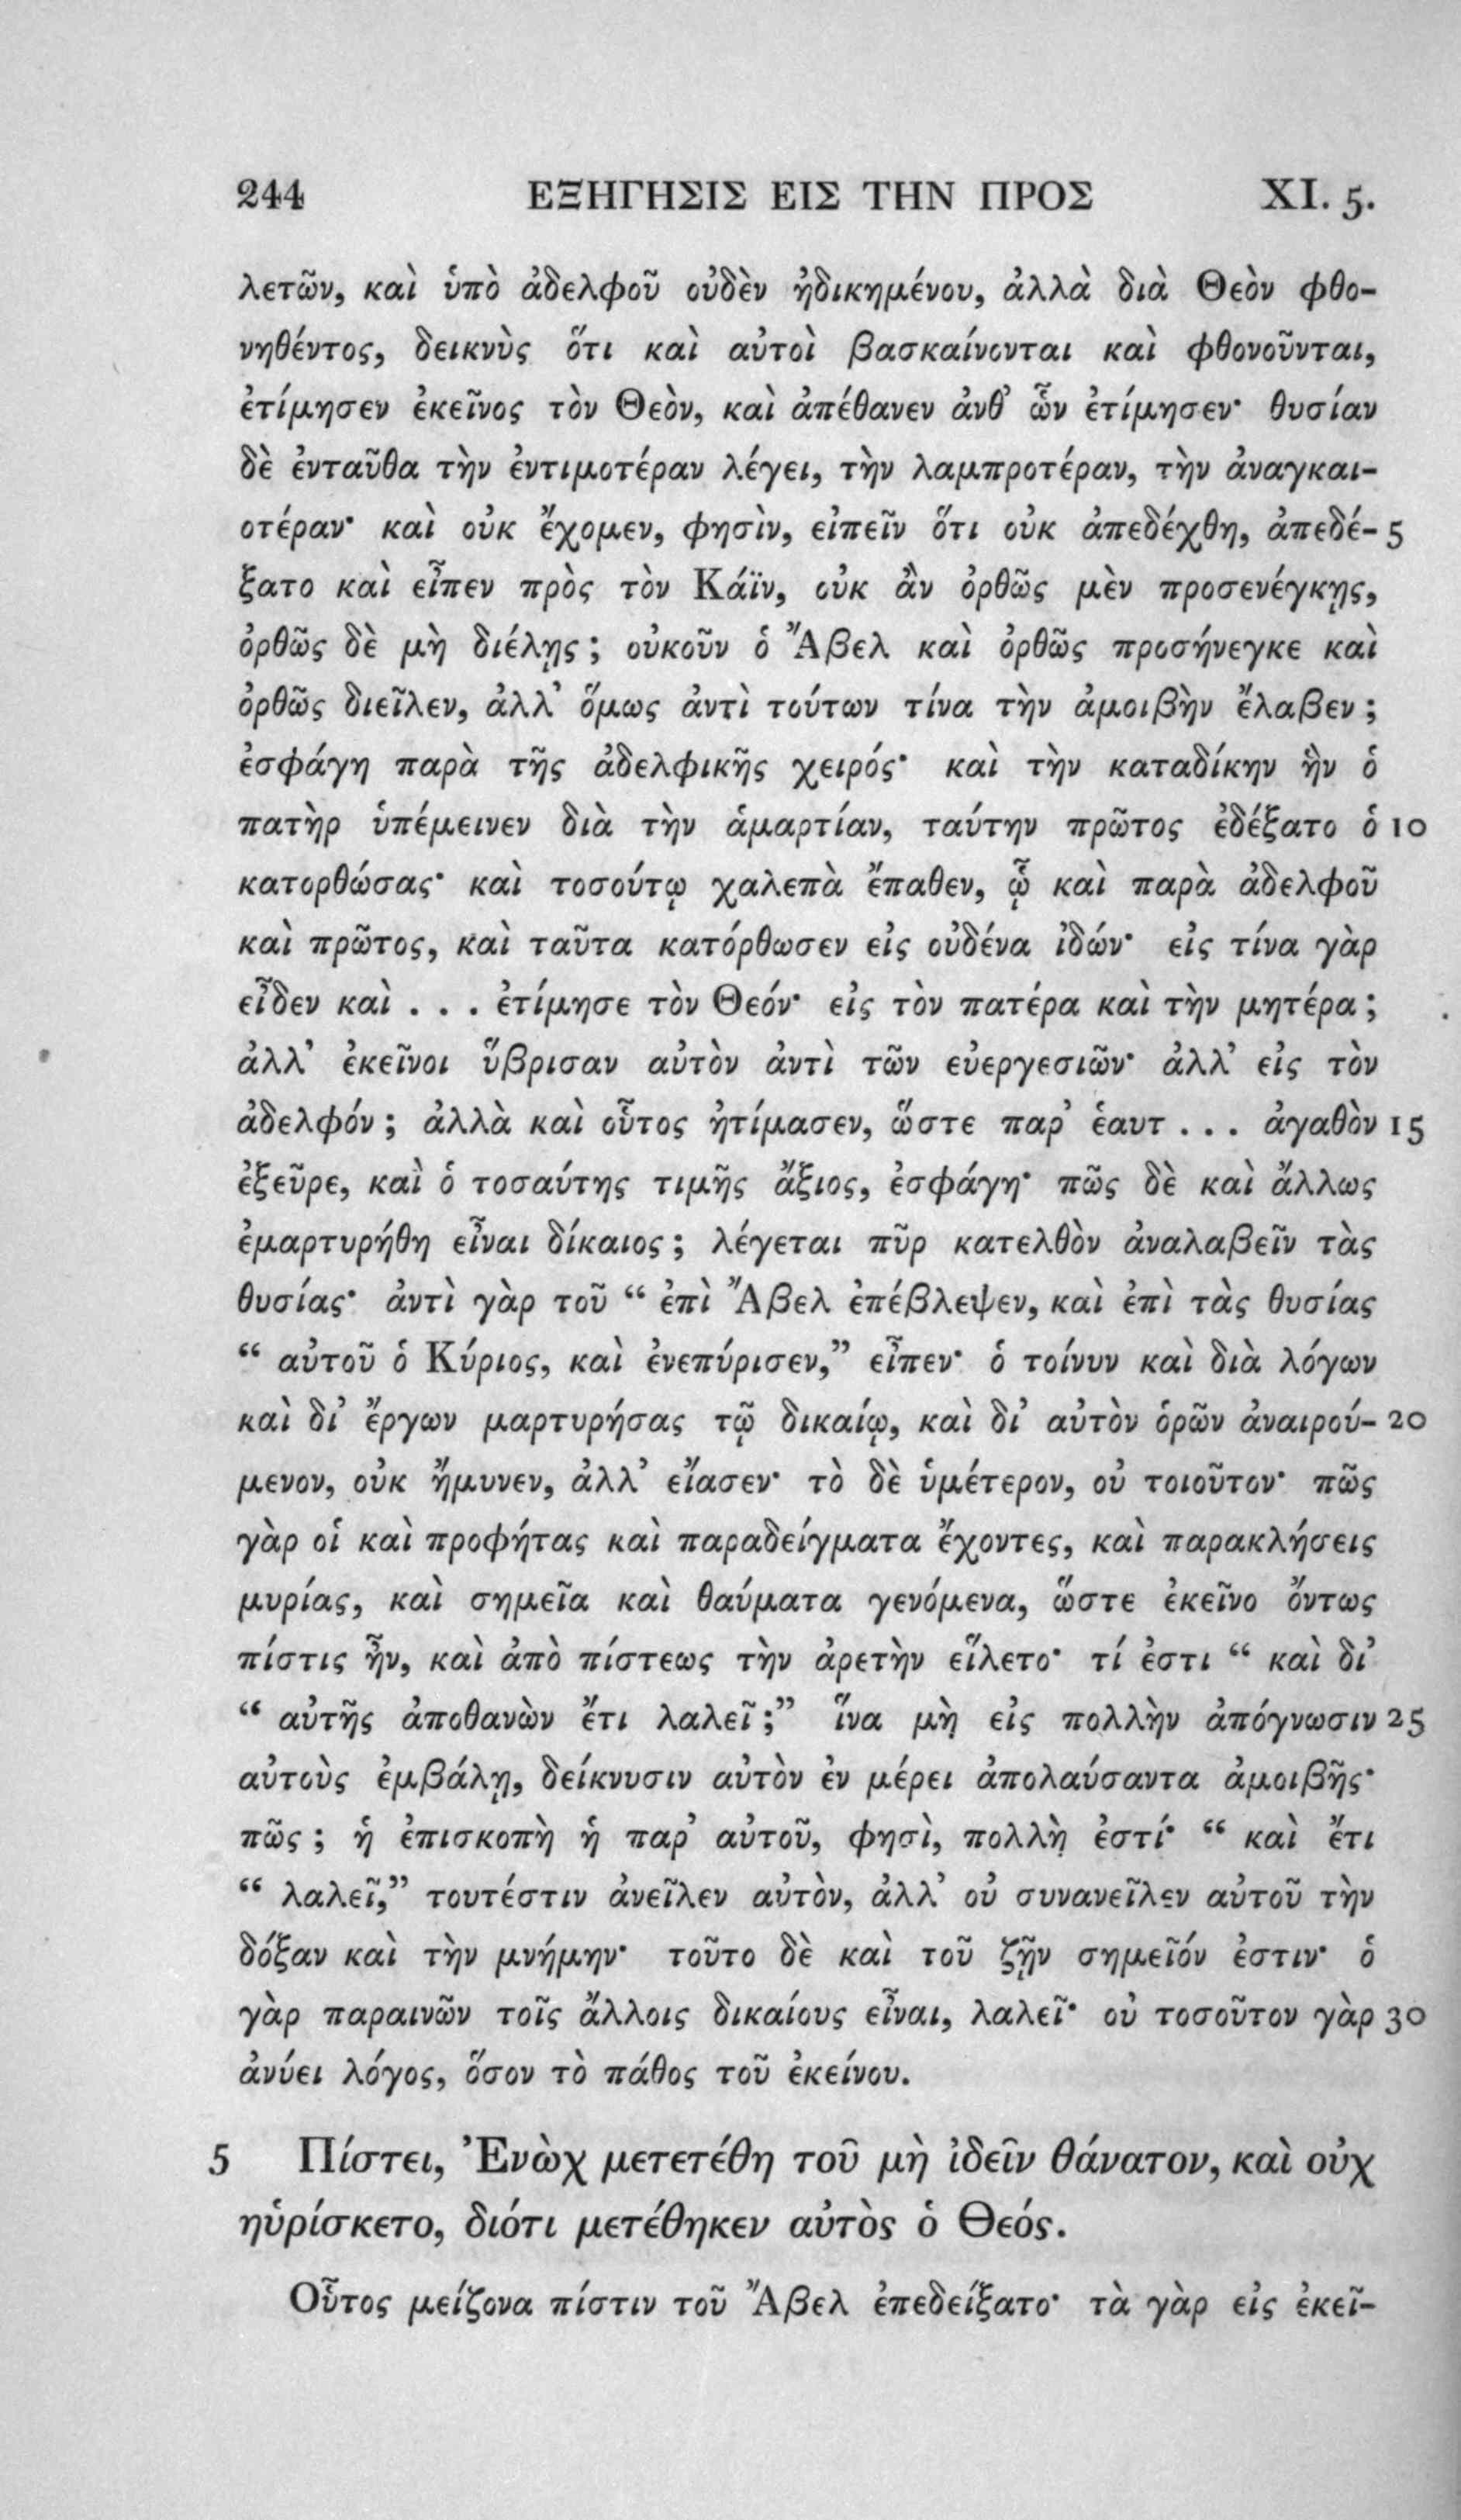 244 ΕΞΗΓΗΣΙΣ ΕΙΣ ΤΗΝ ΠΡΟΣ XI. 5.
λετῶν, καὶ ὑπὸ ἀδελφοῦ οὐδὲν ἠδικημένου, ἀλλὰ διὰ Θεὸν φθο-
νηθέντος, δεικνὺς ὅτι καὶ αὐτοὶ βασκαίνονται καὶ φθονοῦνται,
ἐτίμησεν ἐκεῖνος τὸν Θεὸν, καὶ ἀπέθανεν ἀνθ’ ὧν ἐτίμησεν· θυσίαν
δὲ ἐνταῦθα τὴν ἐντιμοτέραν λέγει, τὴν λαμπροτέραν, τὴν ἀναγκαι-
οτέραν· καὶ οὐκ ἔχομεν, φησὶν, εἰπεῖν ὅτι οὐκ ἀπεδέχθη, ἀπεδέ- 5
ξατο καὶ εἶπεν πρὸς τὸν Κάϊν, οὐκ ἂν ὀρθῶς μὲν προσενέγκῃς,
ὀρθῶς δὲ μὴ διέλῃς ; οὐκοῦν ὁ Ἄβελ καὶ ὀρθῶς προσήνεγκε καὶ
ὀρθῶς διεῖλεν, ἀλλ’ ὅμως ἀντὶ τούτων τίνα τὴν ἀμοιβὴν ἔλαβεν ;
ἐσφάγη παρὰ τῆς ἀδελφικῆς χειρός· καὶ τὴν καταδίκην ἣν ὁ
πατὴρ ὑπέμεινεν διὰ τὴν ἁμαρτίαν, ταύτην πρῶτος ἐδέξατο ὁ 10
κατορθώσας· καὶ τοσούτῳ χαλεπὰ ἔπαθεν, ᾧ καὶ παρὰ ἀδελφοῦ
καὶ πρῶτος, καὶ ταῦτα κατόρθωσεν εἰς οὐδένα ἰδών· εἰς τίνα γὰρ
εἶδεν καὶ . . . ἐτίμησε τὸν Θεόν· εἰς τὸν πατέρα καὶ τὴν μητέρα ;
ἀλλ’ ἐκεῖνοι ὕβρισαν αὐτὸν ἀντὶ τῶν εὐεργεσιῶν· ἀλλ’ εἰς τὸν
ἀδελφόν ; ἀλλὰ καὶ οὗτος ἠτίμασεν, ὥστε παρ’ ἑαυτ . . . ἀγαθὸν 15
ἐξεῦρε, καὶ ὁ τοσαύτης τιμῆς ἄξιος, ἐσφάγη· πῶς δὲ καὶ ἄλλως
ἐμαρτυρήθη εἶναι δίκαιος ; λέγεται πῦρ κατελθὸν ἀναλαβεῖν τὰς
θυσίας· ἀντὶ γὰρ τοῦ “ ἐπὶ Ἄβελ ἐπέβλεψεν, καὶ ἐπὶ τὰς θυσίας
“ αὐτοῦ ὁ Κύριος, καὶ ἐνεπύρισεν,” εἶπεν· ὁ τοίνυν καὶ διὰ λόγων
καὶ δι’ ἔργων μαρτυρήσας τῷ δικαίῳ, καὶ δι’ αὐτὸν ὁρῶν ἀναιρού- 20
μενον, οὐκ ἤμυνεν, ἀλλ’ εἴασεν· τὸ δὲ ὑμέτερον, οὐ τοιοῦτον· πῶς
γὰρ οἱ καὶ προφήτας καὶ παραδείγματα ἔχοντες, καὶ παρακλήσεις
μυρίας, καὶ σημεῖα καὶ θαύματα γενόμενα, ὥστε ἐκεῖνο ὄντως
πίστις ἦν, καὶ ἀπὸ πίστεως τὴν ἀρετὴν εἵλετο· τί ἐστι “ καὶ δι’
“ αὐτῆς ἀποθανὼν ἔτι λαλεῖ ;” ἵνα μὴ εἰς πολλὴν ἀπόγνωσιν 25
αὐτοὺς ἐμβάλῃ, δείκνυσιν αὐτὸν ἐν μέρει ἀπολαύσαντα ἀμοιβῆς·
πῶς ; ἡ ἐπισκοπὴ ἡ παρ’ αὐτοῦ, φησὶ, πολλὴ ἐστί· “ καὶ ἔτι
“ λαλεῖ,” τουτέστιν ἀνεῖλεν αὐτὸν, ἀλλ’ οὐ συνανεῖλεν αὐτοῦ τὴν
δόξαν καὶ τὴν μνήμην· τοῦτο δὲ καὶ τοῦ ζῆν σημεῖόν ἐστιν· ὁ
γὰρ παραινῶν τοῖς ἄλλοις δικαίους εἶναι, λαλεῖ· οὐ τοσοῦτον γὰρ 30
ἀνύει λόγος, ὅσον τὸ πάθος τοῦ ἐκείνου.
5 Πίστει, Ἐνὼχ μετετέθη τοῦ μὴ ἰδεῖν θάνατον, καὶ οὐχ
ηὑρίσκετο, διότι μετέθηκεν αὐτὸς ὁ Θεός.
Οὗτος μείζονα πίστιν τοῦ Ἄβελ ἐπεδείξατο· τὰ γὰρ εἰς ἐκεῖ-